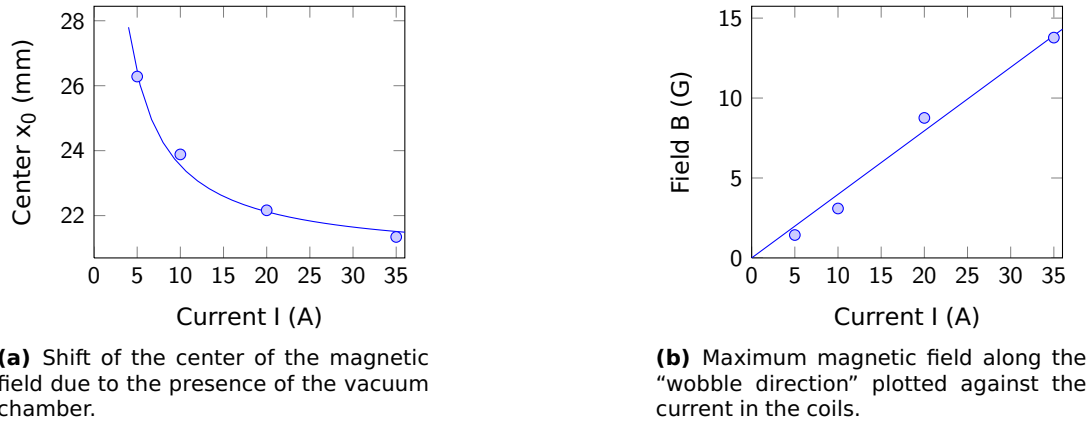 28
26
24
22
0 5 10 15 20 25 30 35
Center x0 (mm)
Current I (A)
(a) Shift of the center of the magnetic
field due to the presence of the vacuum
chamber.
15
10
5
0
0 5 10 15 20 25 30 35
Field B (G)
Current I (A)
(b) Maximum magnetic field along the
“wobble direction” plotted against the
current in the coils.